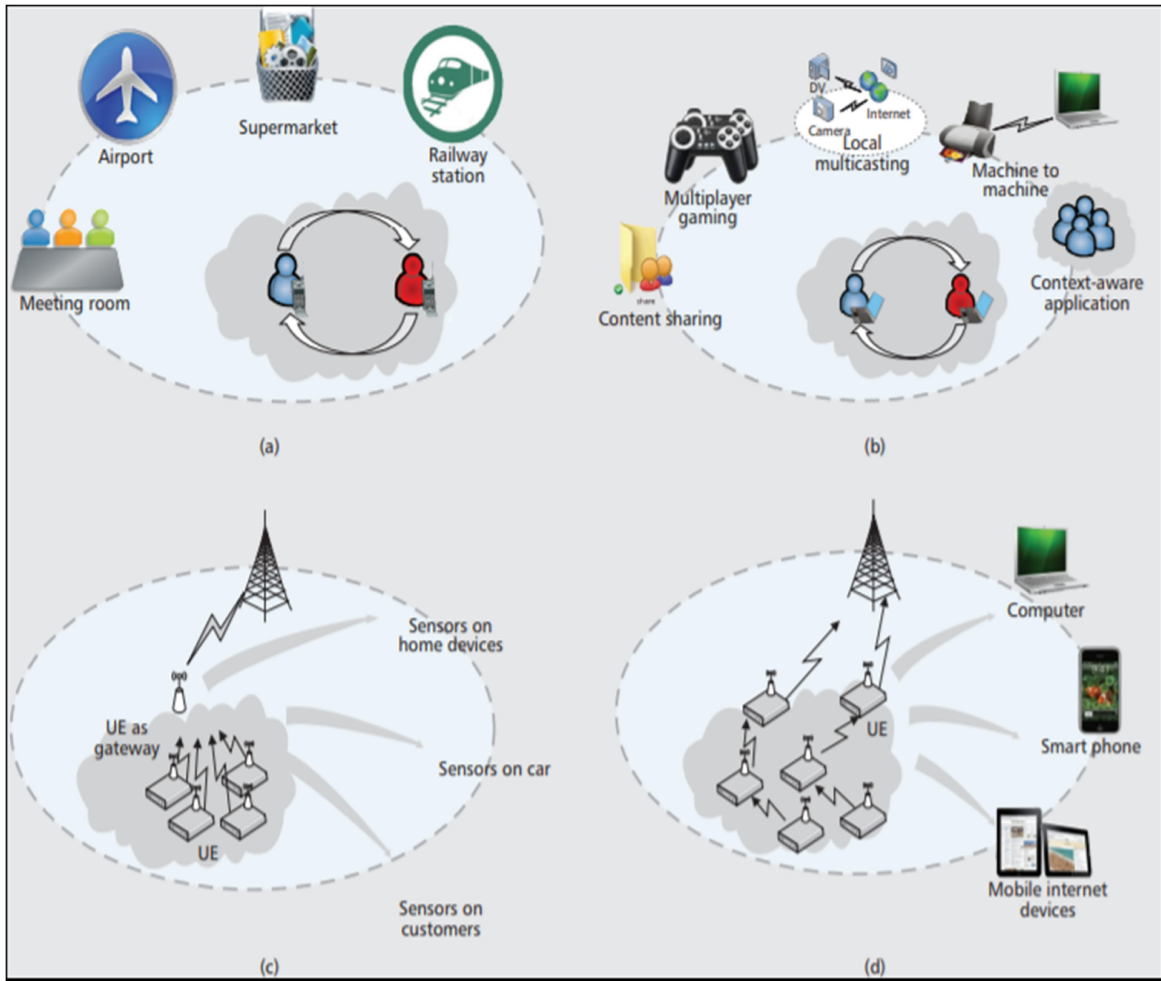 Airport
Supermarket
Railway
station
Meeting room
(a)
DV
Internet
Camera
Local
multicasting
Multiplayer
gaming
Machine to
machine
share
Content sharing
Context-aware
application
(b)
Sensors on
home devices
UE as
gateway
Sensors on car
UE
Sensors on
customers
(c)
Computer
UE
Smart phone
Mobile internet
devices
(d)